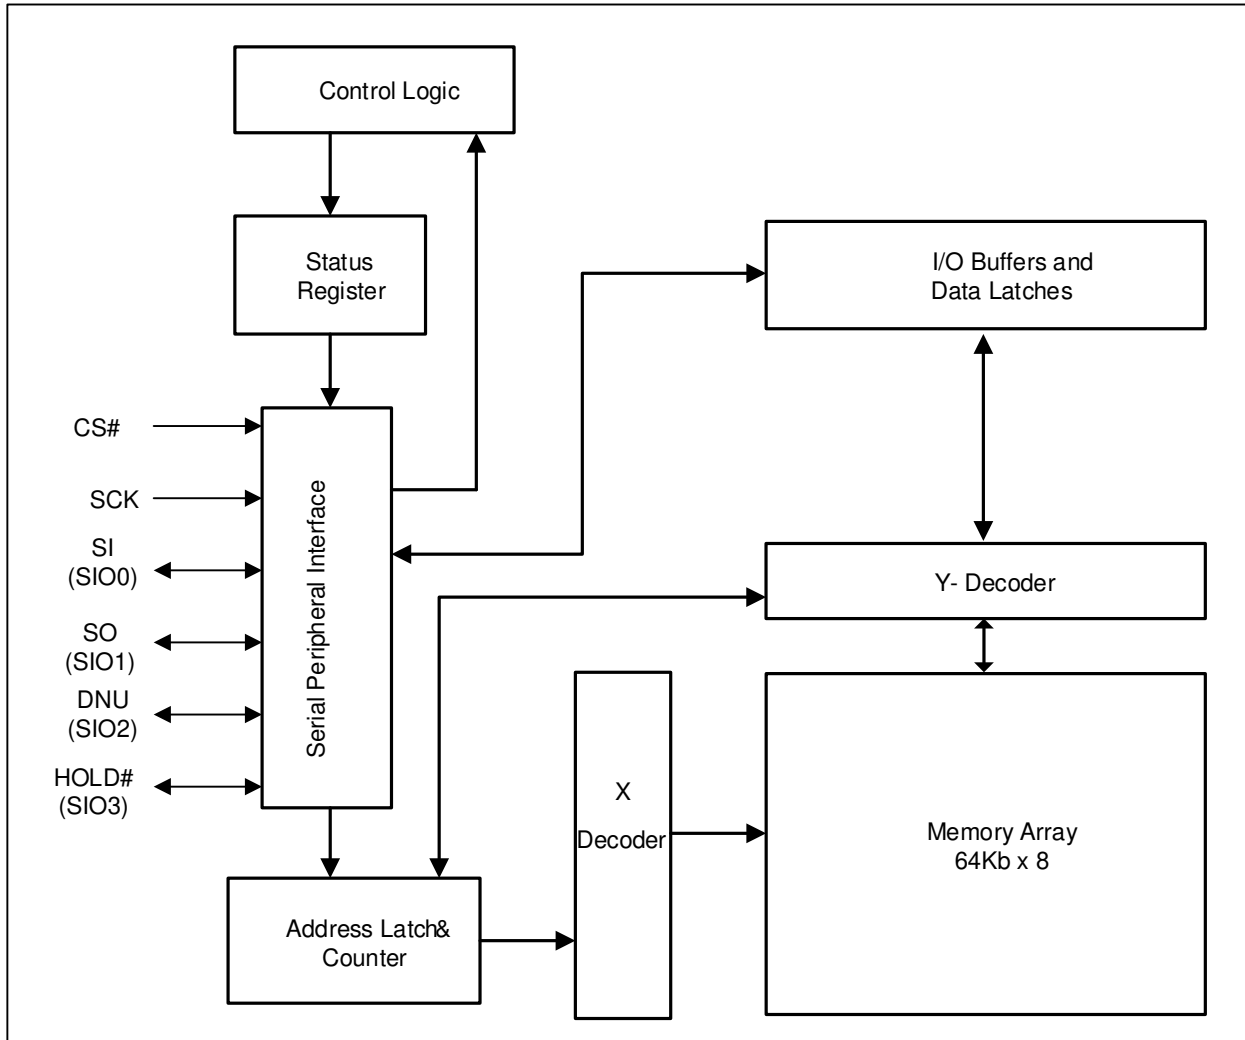 Control Logic
Status
Register
I/O Buffers and
Data Latches
CS#
SCK
SI
(SIO0)
SO
(SIO1)
DNU
(SIO2)
HOLD#
(SIO3)
Serial Peripheral Interface
Y- Decoder
X
Decoder
Memory Array
64Kb x 8
Address Latch&
Counter